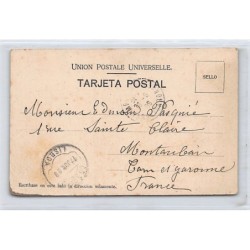 UNION POSTALE UNIVERSELLE.
TARJETA POSTAL
SELLO
Monsieur Edmond Pasquié
1 rue Sainte Claire
Montauban
Tarn et garonne
France
Escríbase en este lado la dirección solamente.